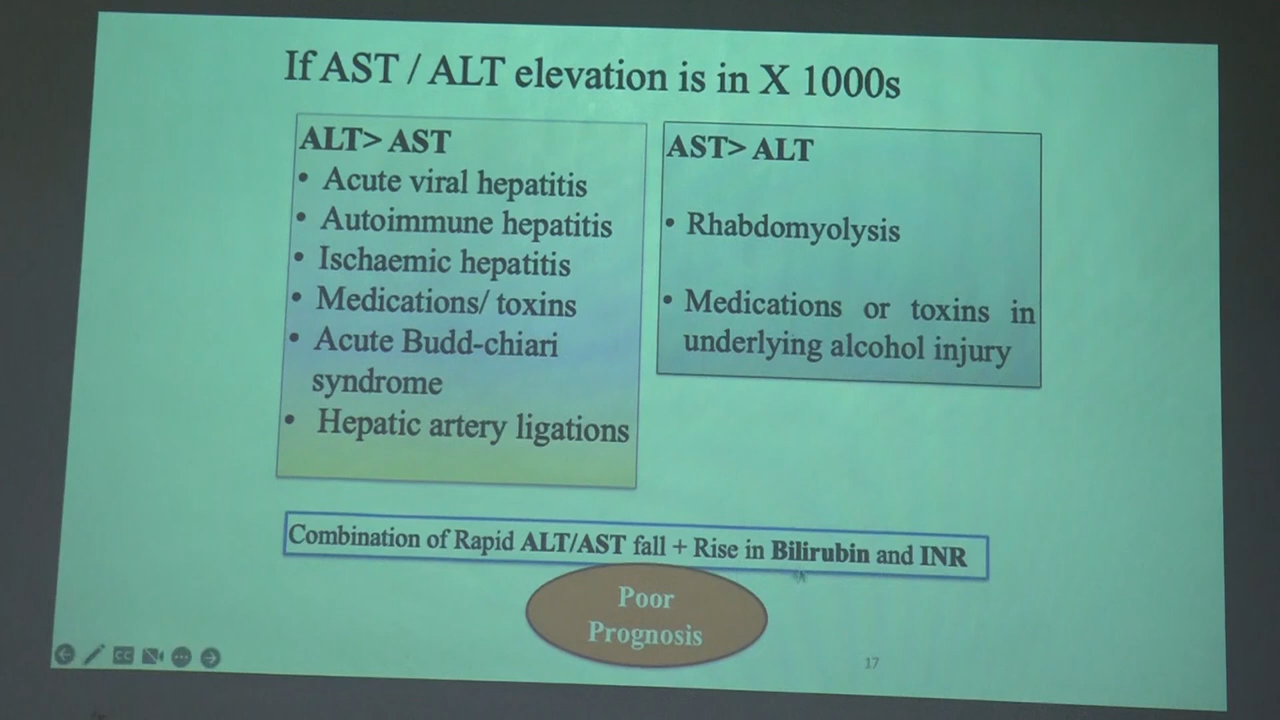 If AST / ALT elevation is in X 1000s
ALT> AST
• Acute viral hepatitis
• Autoimmune hepatitis
• Ischaemic hepatitis
• Medications/ toxins
• Acute Budd-chiari
syndrome
• Hepatic artery ligations
AST> ALT
• Rhabdomyolysis
• Medications or toxins in
underlying alcohol injury
Combination of Rapid ALT/AST fall + Rise in Bilirubin and INR
Poor
Prognosis
CC
17